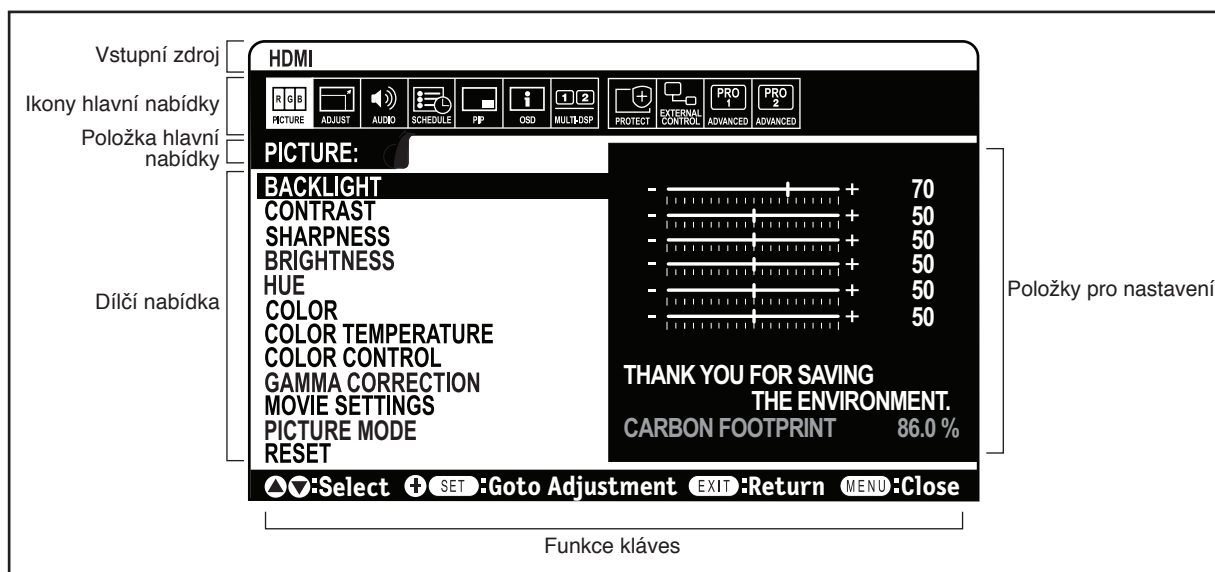 Vstupní zdroj
HDMI
Ikony hlavní nabídky
R G B
PICTURE
ADJUST
AUDIO
SCHEDULE
PIP
OSD
1 2
MULTI-DSP
PROTECT
EXTERNAL
CONTROL
PRO
1
ADVANCED
PRO
2
ADVANCED
Položka hlavní
nabídky
PICTURE:
Dílčí nabídka
BACKLIGHT - + 70
CONTRAST - + 50
SHARPNESS - + 50
BRIGHTNESS - + 50
HUE - + 50
COLOR - + 50
COLOR TEMPERATURE
COLOR CONTROL
GAMMA CORRECTION
MOVIE SETTINGS
PICTURE MODE
RESET
THANK YOU FOR SAVING
THE ENVIRONMENT.
CARBON FOOTPRINT 86.0 %
Položky pro nastavení
:Select + SET :Goto Adjustment EXIT :Return MENU :Close
Funkce kláves